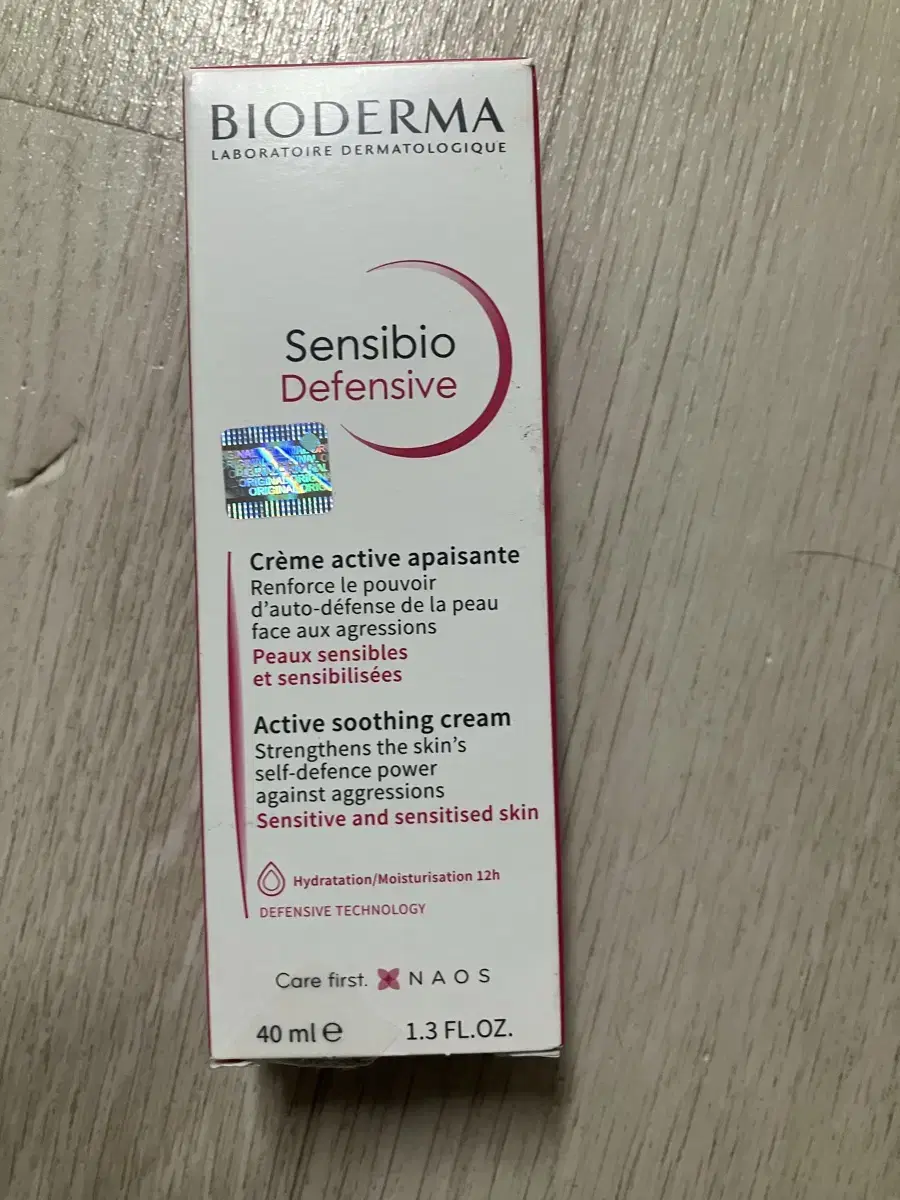 BIODERMA
LABORATOIRE DERMATOLOGIQUE
Sensibio
Defensive
ORIGINAL
ORIGINAL
Crème active apaisante
Renforce le pouvoir
d'auto-défense de la peau
face aux agressions
Peaux sensibles
et sensibilisées
Active soothing cream
Strengthens the skin's
self-defence power
against aggressions
Sensitive and sensitised skin
Hydratation/Moisturisation 12h
DEFENSIVE TECHNOLOGY
Care first. NAOS
40 ml e 1.3 FL.OZ.